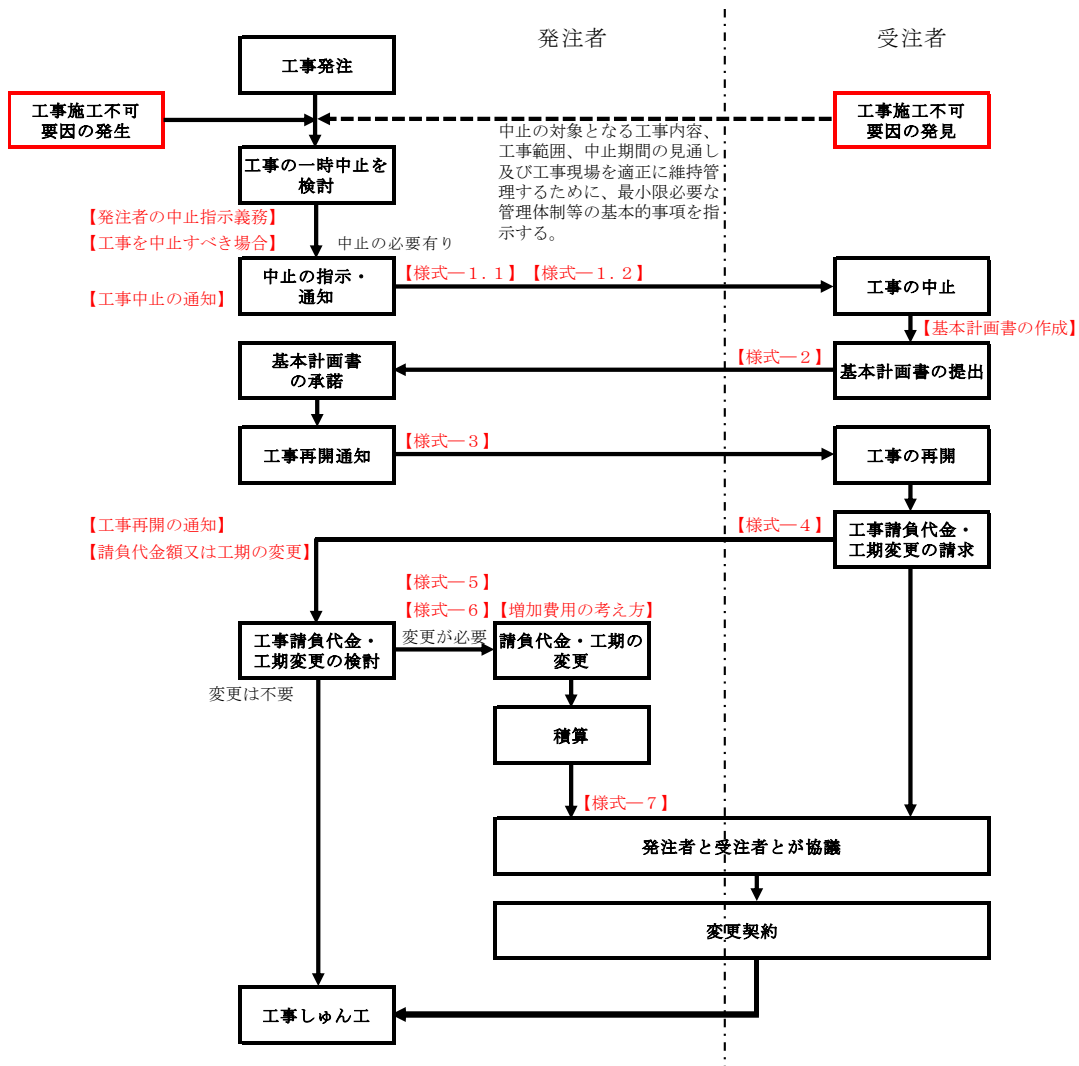 発注者
受注者
工事発注
工事施工不可
要因の発生
工事施工不可
要因の発見
中止の対象となる工事内容、
工事範囲、中止期間の見通し
及び工事現場を適正に維持管
理するために、最小限必要な
管理体制等の基本的事項を指
示する。
工事の一時中止を
検討
【発注者の中止指示義務】
【工事を中止すべき場合】
中止の必要有り
中止の指示・
通知
【様式―１．１】【様式―１．２】
工事の中止
【工事中止の通知】
【基本計画書の作成】
基本計画書
の承諾
【様式―２】
基本計画書の提出
工事再開通知
【様式―３】
工事の再開
【工事再開の通知】
【請負代金額又は工期の変更】
【様式―４】
工事請負代金・
工期変更の請求
【様式―５】
【様式―６】【増加費用の考え方】
工事請負代金・
工期変更の検討
変更が必要
請負代金・工期の
変更
変更は不要
積算
【様式―７】
発注者と受注者とが協議
変更契約
工事しゅん工